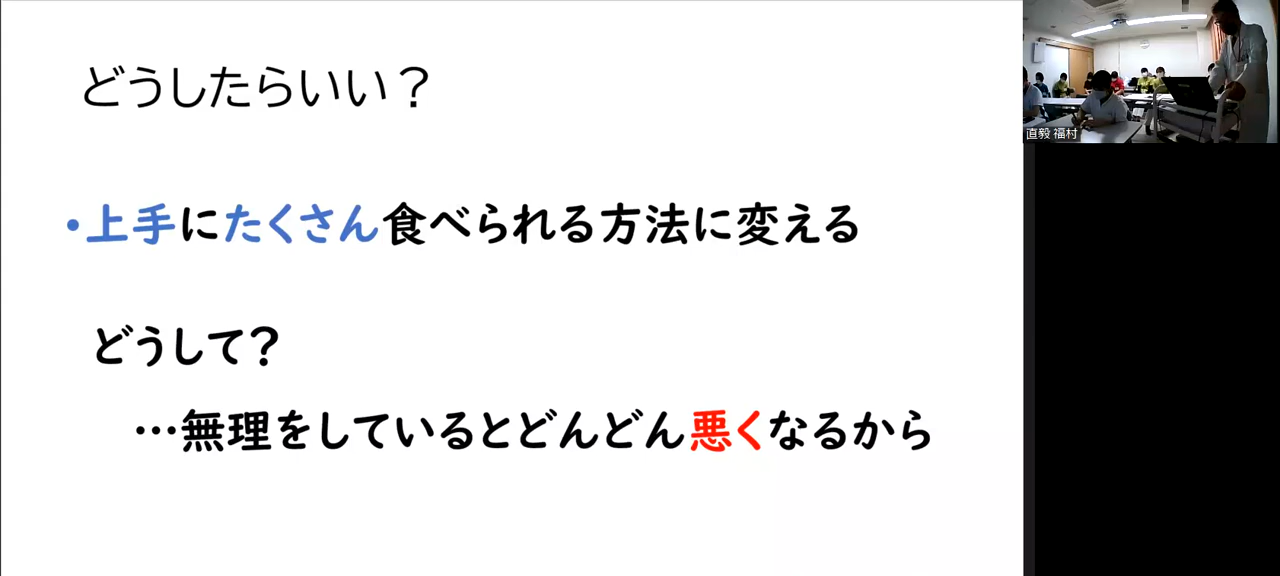 どうしたらいい？
•上手にたくさん食べられる方法に変える
どうして？
…無理をしているとどんどん悪くなるから
直毅 福村